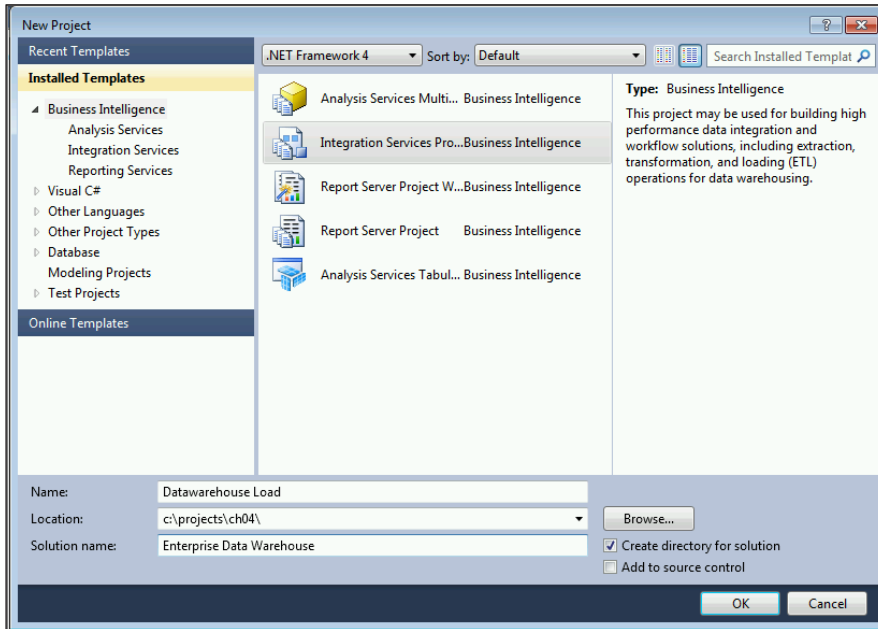 New Project
Recent Templates
Installed Templates
Business Intelligence
Analysis Services
Integration Services
Reporting Services
Visual C#
Other Languages
Other Project Types
Database
Modeling Projects
Test Projects
Online Templates
.NET Framework 4
Sort by: Default
Search Installed Templat
Analysis Services Multi... Business Intelligence
Integration Services Pro... Business Intelligence
Report Server Project W... Business Intelligence
Report Server Project Business Intelligence
Analysis Services Tabul... Business Intelligence
Type: Business Intelligence
This project may be used for building high
performance data integration and
workflow solutions, including extraction,
transformation, and loading (ETL)
operations for data warehousing.
Name: Datawarehouse Load
Location: c:\projects\ch04\ Browse...
Solution name: Enterprise Data Warehouse
Create directory for solution
Add to source control
OK Cancel